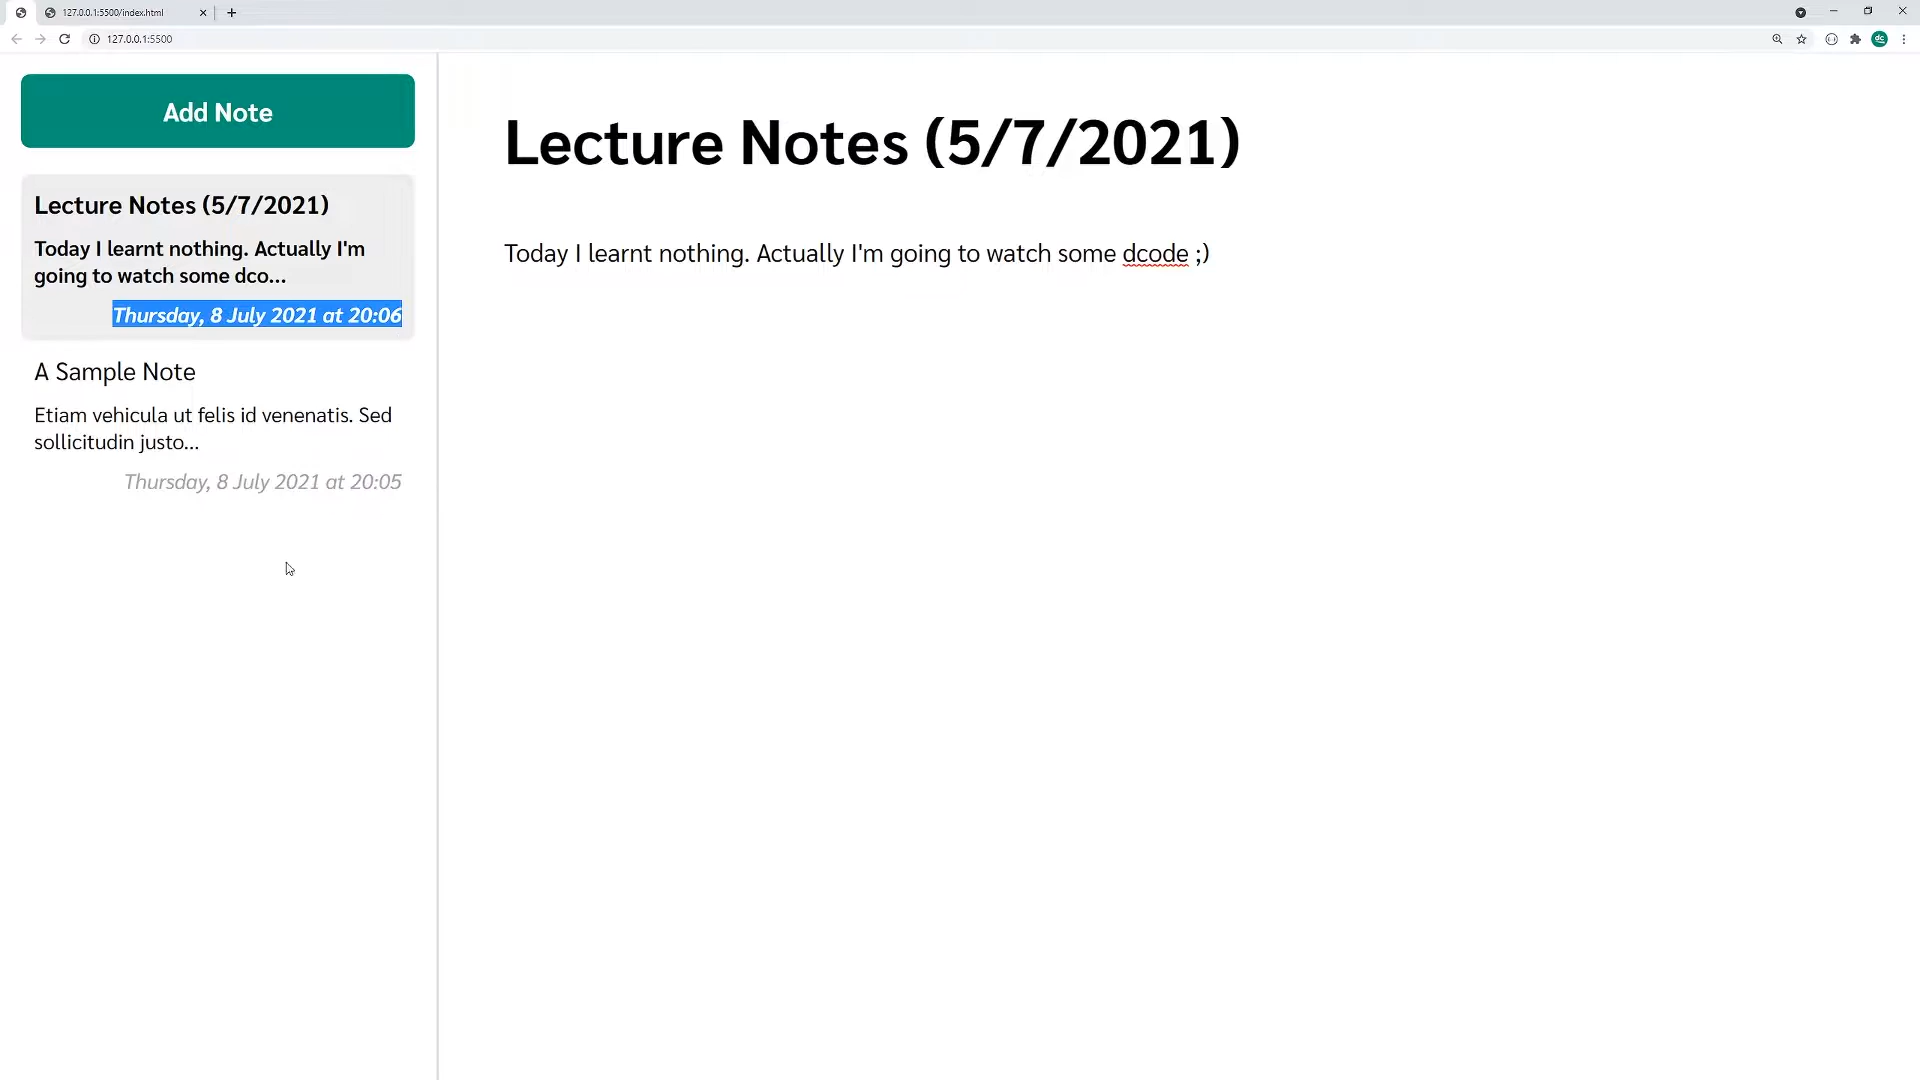 127.0.0.1:5500/index.html
127.0.0.1:5500
Add Note
Lecture Notes (5/7/2021)
Today I learnt nothing. Actually I'm
going to watch some dco...
Thursday, 8 July 2021 at 20:06
A Sample Note
Etiam vehicula ut felis id venenatis. Sed
sollicitudin justo...
Thursday, 8 July 2021 at 20:05
Lecture Notes (5/7/2021)
Today I learnt nothing. Actually I'm going to watch some dcode ;)